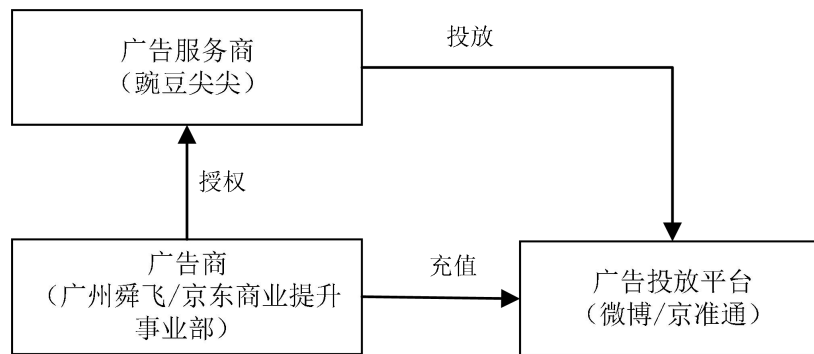 广告服务商
（豌豆尖尖）
投放
授权
广告商
（广州舜飞/京东商业提升
事业部）
充值
广告投放平台
（微博/京准通）